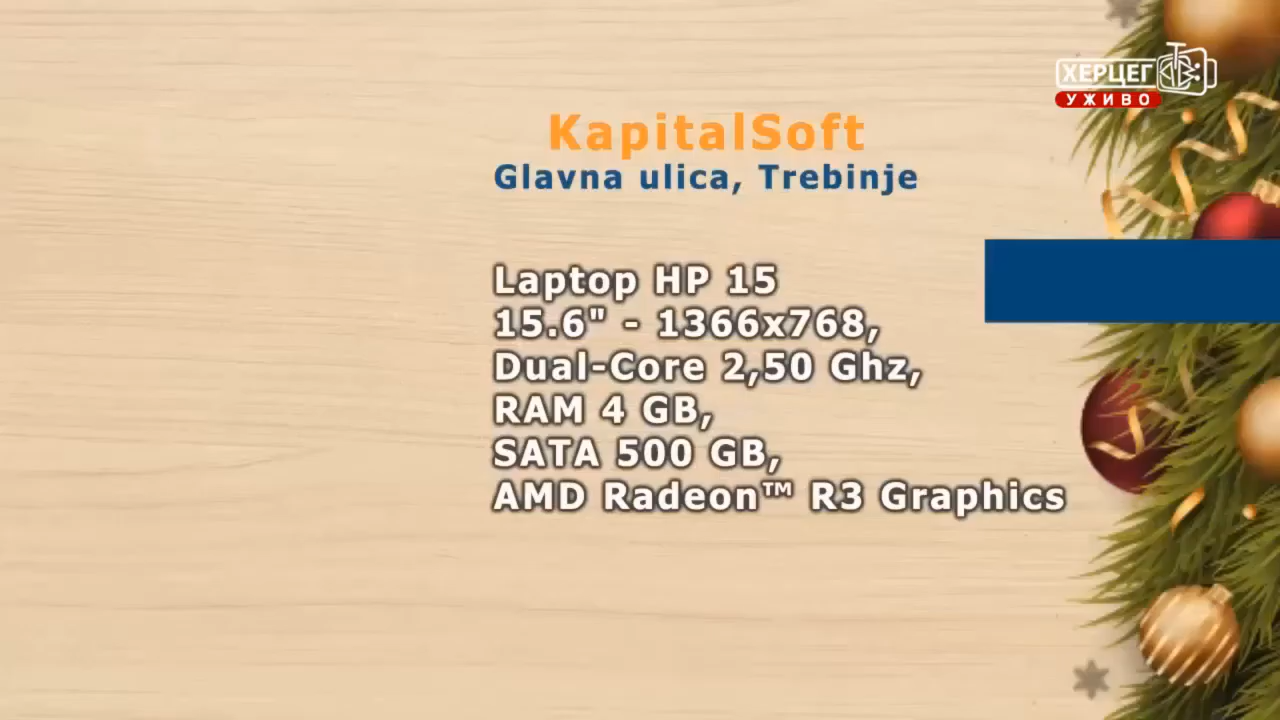 ХЕРЦЕГ
УЖИВО
KapitalSoft
Glavna ulica, Trebinje
Laptop HP 15
15.6" - 1366x768,
Dual-Core 2,50 Ghz,
RAM 4 GB,
SATA 500 GB,
AMD Radeon™ R3 Graphics